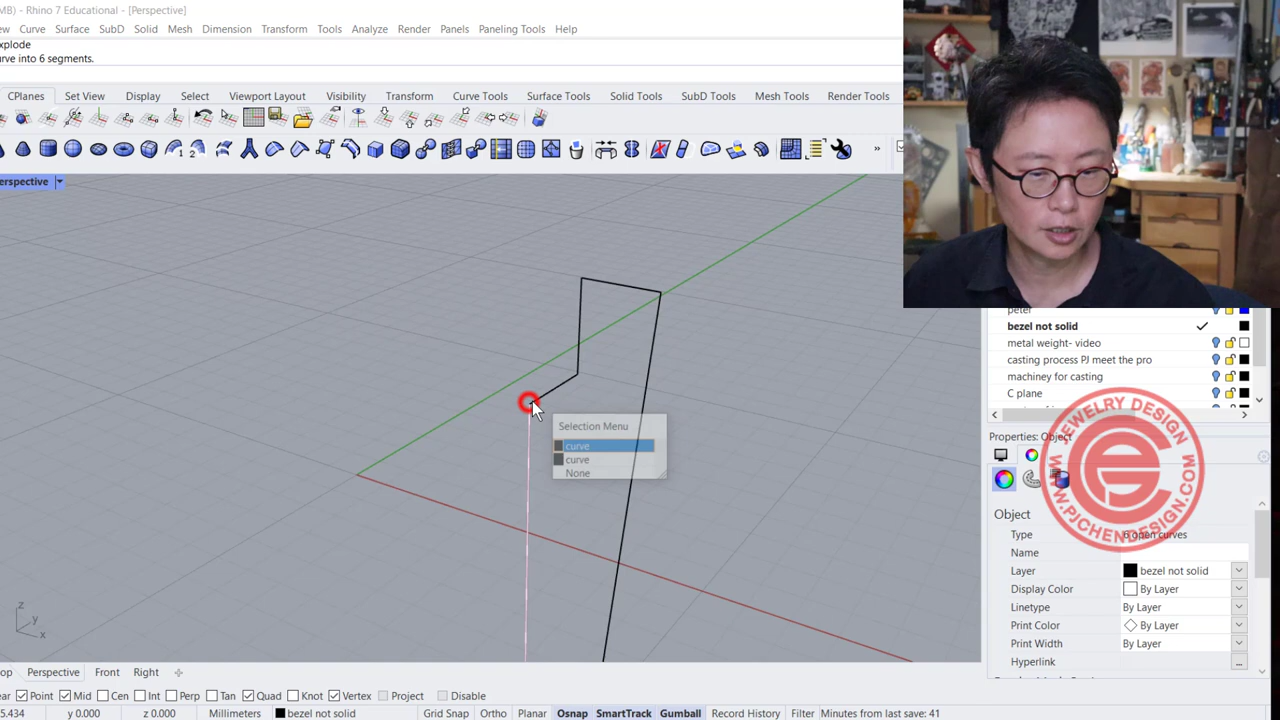 MB) - Rhino 7 Educational - [Perspective]
ew Curve Surface SubD Solid Mesh Dimension Transform Tools Analyze Render Panels Paneling Tools Help
xplode
urve into 6 segments.
CPlanes Set View Display Select Viewport Layout Visibility Transform Curve Tools Surface Tools Solid Tools SubD Tools Mesh Tools Render Tools
»
erspective
peter
bezel not solid
metal weight- video
casting process PJ meet the pro
machiney for casting
C plane
Selection Menu
curve
curve
None
Properties: Object
Object
Type 6 open curves
Name
Layer bezel not solid
Display Color By Layer
Linetype By Layer
Print Color By Layer
Print Width By Layer
Hyperlink ...
JEWELRY DESIGN
WWW.PJCHENDESIGN.COM
z
y
x
op Perspective Front Right
ear Point Mid Cen Int Perp Tan Quad Knot Vertex Project Disable
5.434 y 0.000 z 0.000 Millimeters bezel not solid Grid Snap Ortho Planar Osnap SmartTrack Gumball Record History Filter Minutes from last save: 41